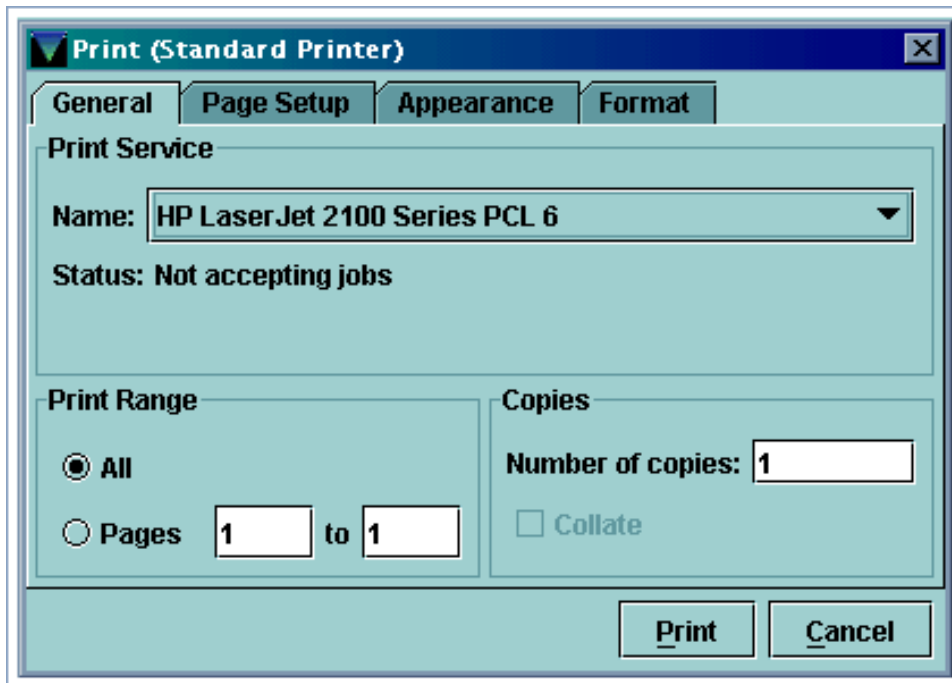 Print (Standard Printer)
General Page Setup Appearance Format
Print Service
Name: HP LaserJet 2100 Series PCL 6
Status: Not accepting jobs
Print Range
All
Pages 1 to 1
Copies
Number of copies: 1
Collate
Print Cancel